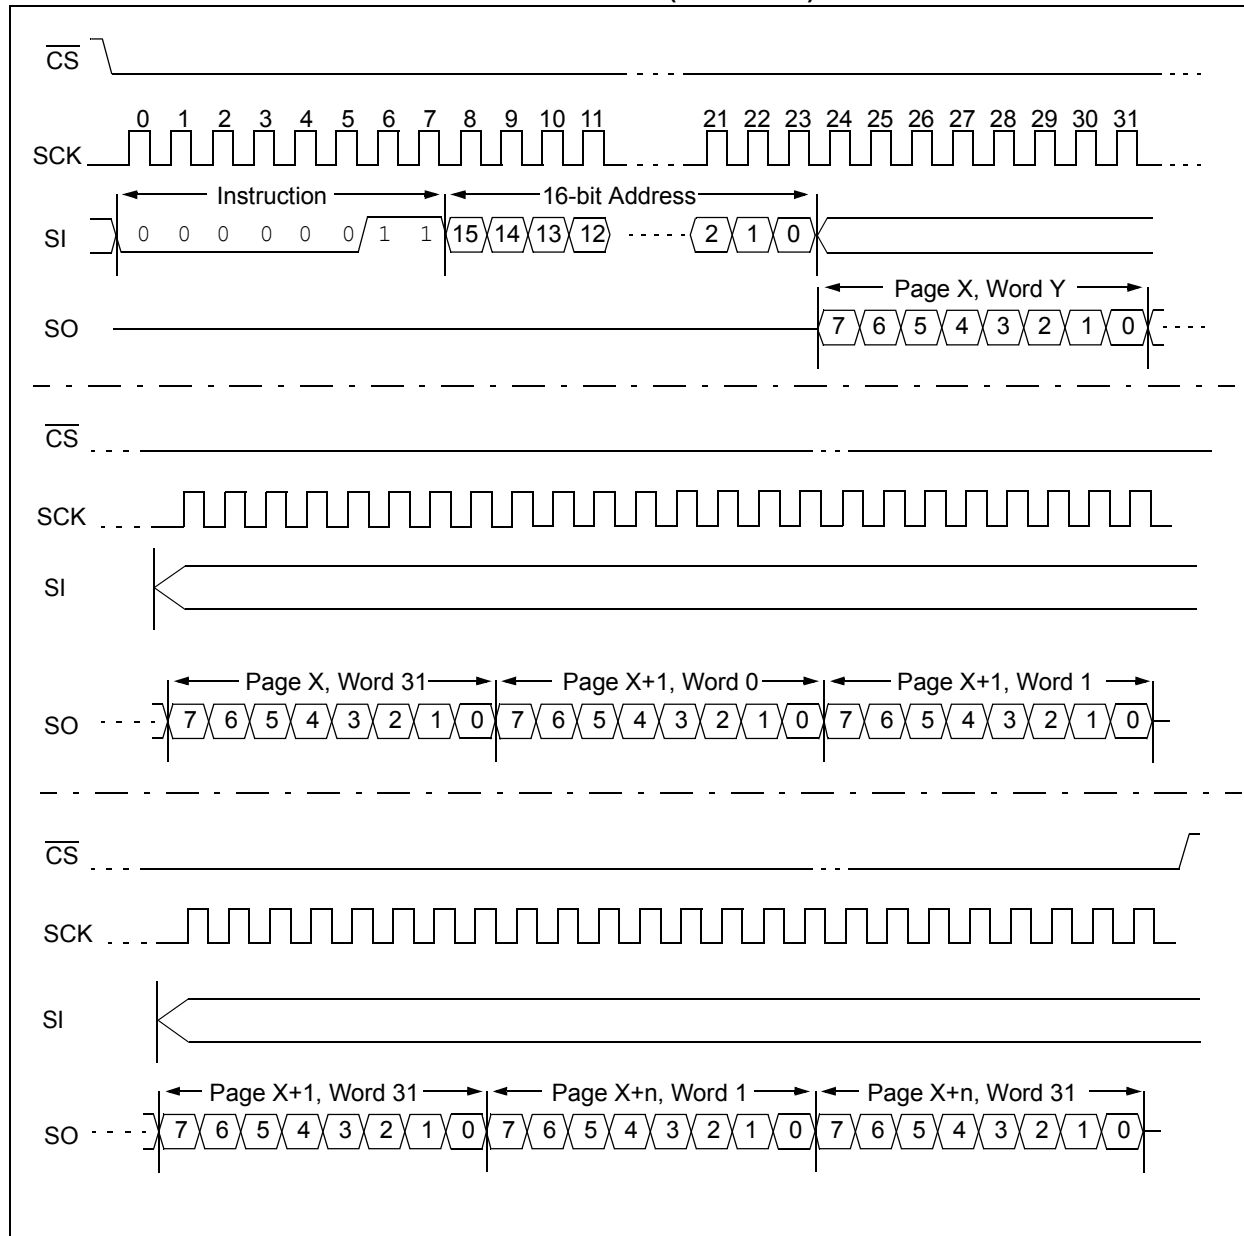 CS
0 1 2 3 4 5 6 7 8 9 10 11 21 22 23 24 25 26 27 28 29 30 31
SCK
Instruction 16-bit Address
SI 0 0 0 0 0 0 1 1 15 14 13 12 2 1 0
Page X, Word Y
SO 7 6 5 4 3 2 1 0
CS
SCK
SI
Page X, Word 31 Page X+1, Word 0 Page X+1, Word 1
SO 7 6 5 4 3 2 1 0 7 6 5 4 3 2 1 0 7 6 5 4 3 2 1 0
CS
SCK
SI
Page X+1, Word 31 Page X+n, Word 1 Page X+n, Word 31
SO 7 6 5 4 3 2 1 0 7 6 5 4 3 2 1 0 7 6 5 4 3 2 1 0